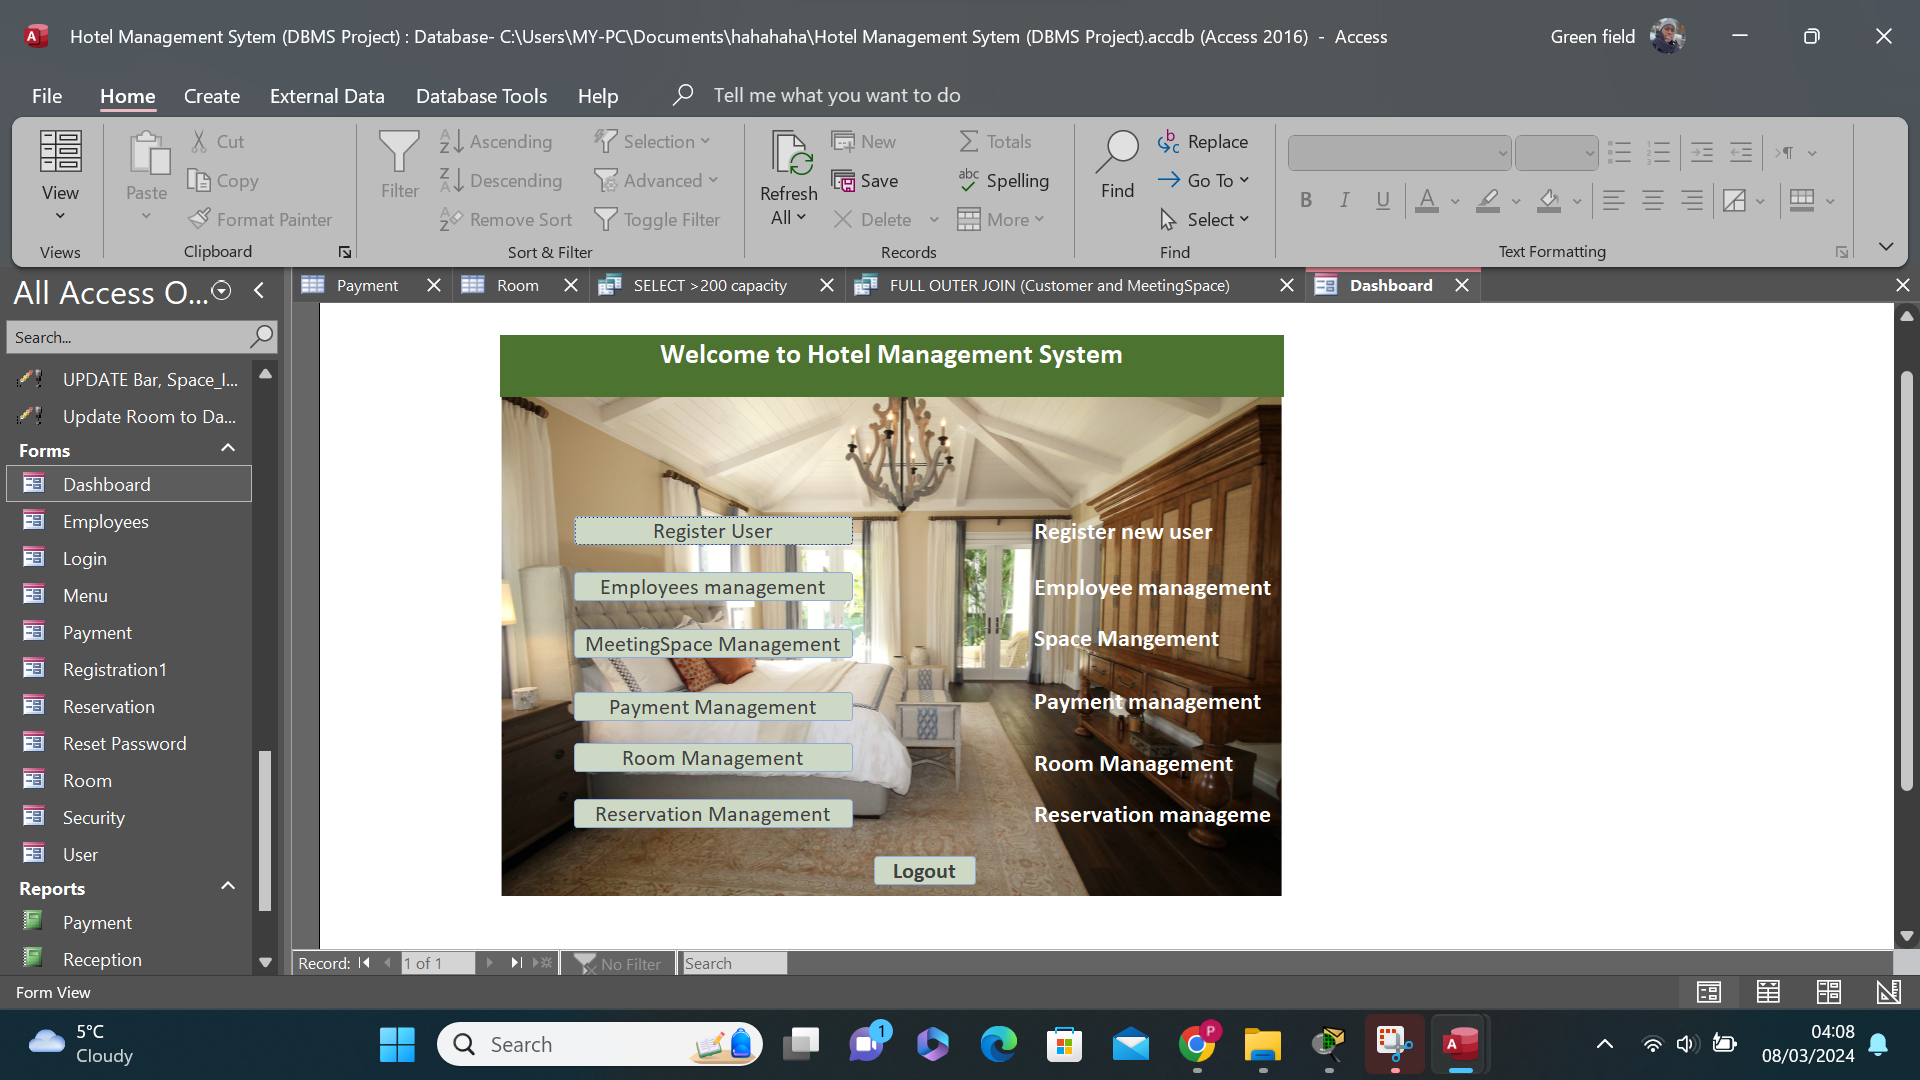 Hotel Management Sytem (DBMS Project) : Database- C:\Users\MY-PC\Documents\hahahaha\Hotel Management Sytem (DBMS Project).accdb (Access 2016) - Access
Green field
File Home Create External Data Database Tools Help Tell me what you want to do
View
Views
Paste
Cut
Copy
Format Painter
Clipboard
Filter
Ascending
Descending
Remove Sort
Selection
Advanced
Toggle Filter
Sort & Filter
Refresh
All
New
Save
Delete
Totals
Spelling
More
Records
Find
Replace
Go To
Select
Find
Text Formatting
All Access O...
Search...
UPDATE Bar, Space_I...
Update Room to Da...
Forms
Dashboard
Employees
Login
Menu
Payment
Registration1
Reservation
Reset Password
Room
Security
User
Reports
Payment
Reception
Payment
Room
SELECT >200 capacity
FULL OUTER JOIN (Customer and MeetingSpace)
Dashboard
Welcome to Hotel Management System
Register User Register new user
Employees management Employee management
MeetingSpace Management Space Mangement
Payment Management Payment management
Room Management Room Management
Reservation Management Reservation manageme
Logout
Record: 1 of 1 No Filter Search
Form View
5°C
Cloudy
Search
1
P
04:08
08/03/2024